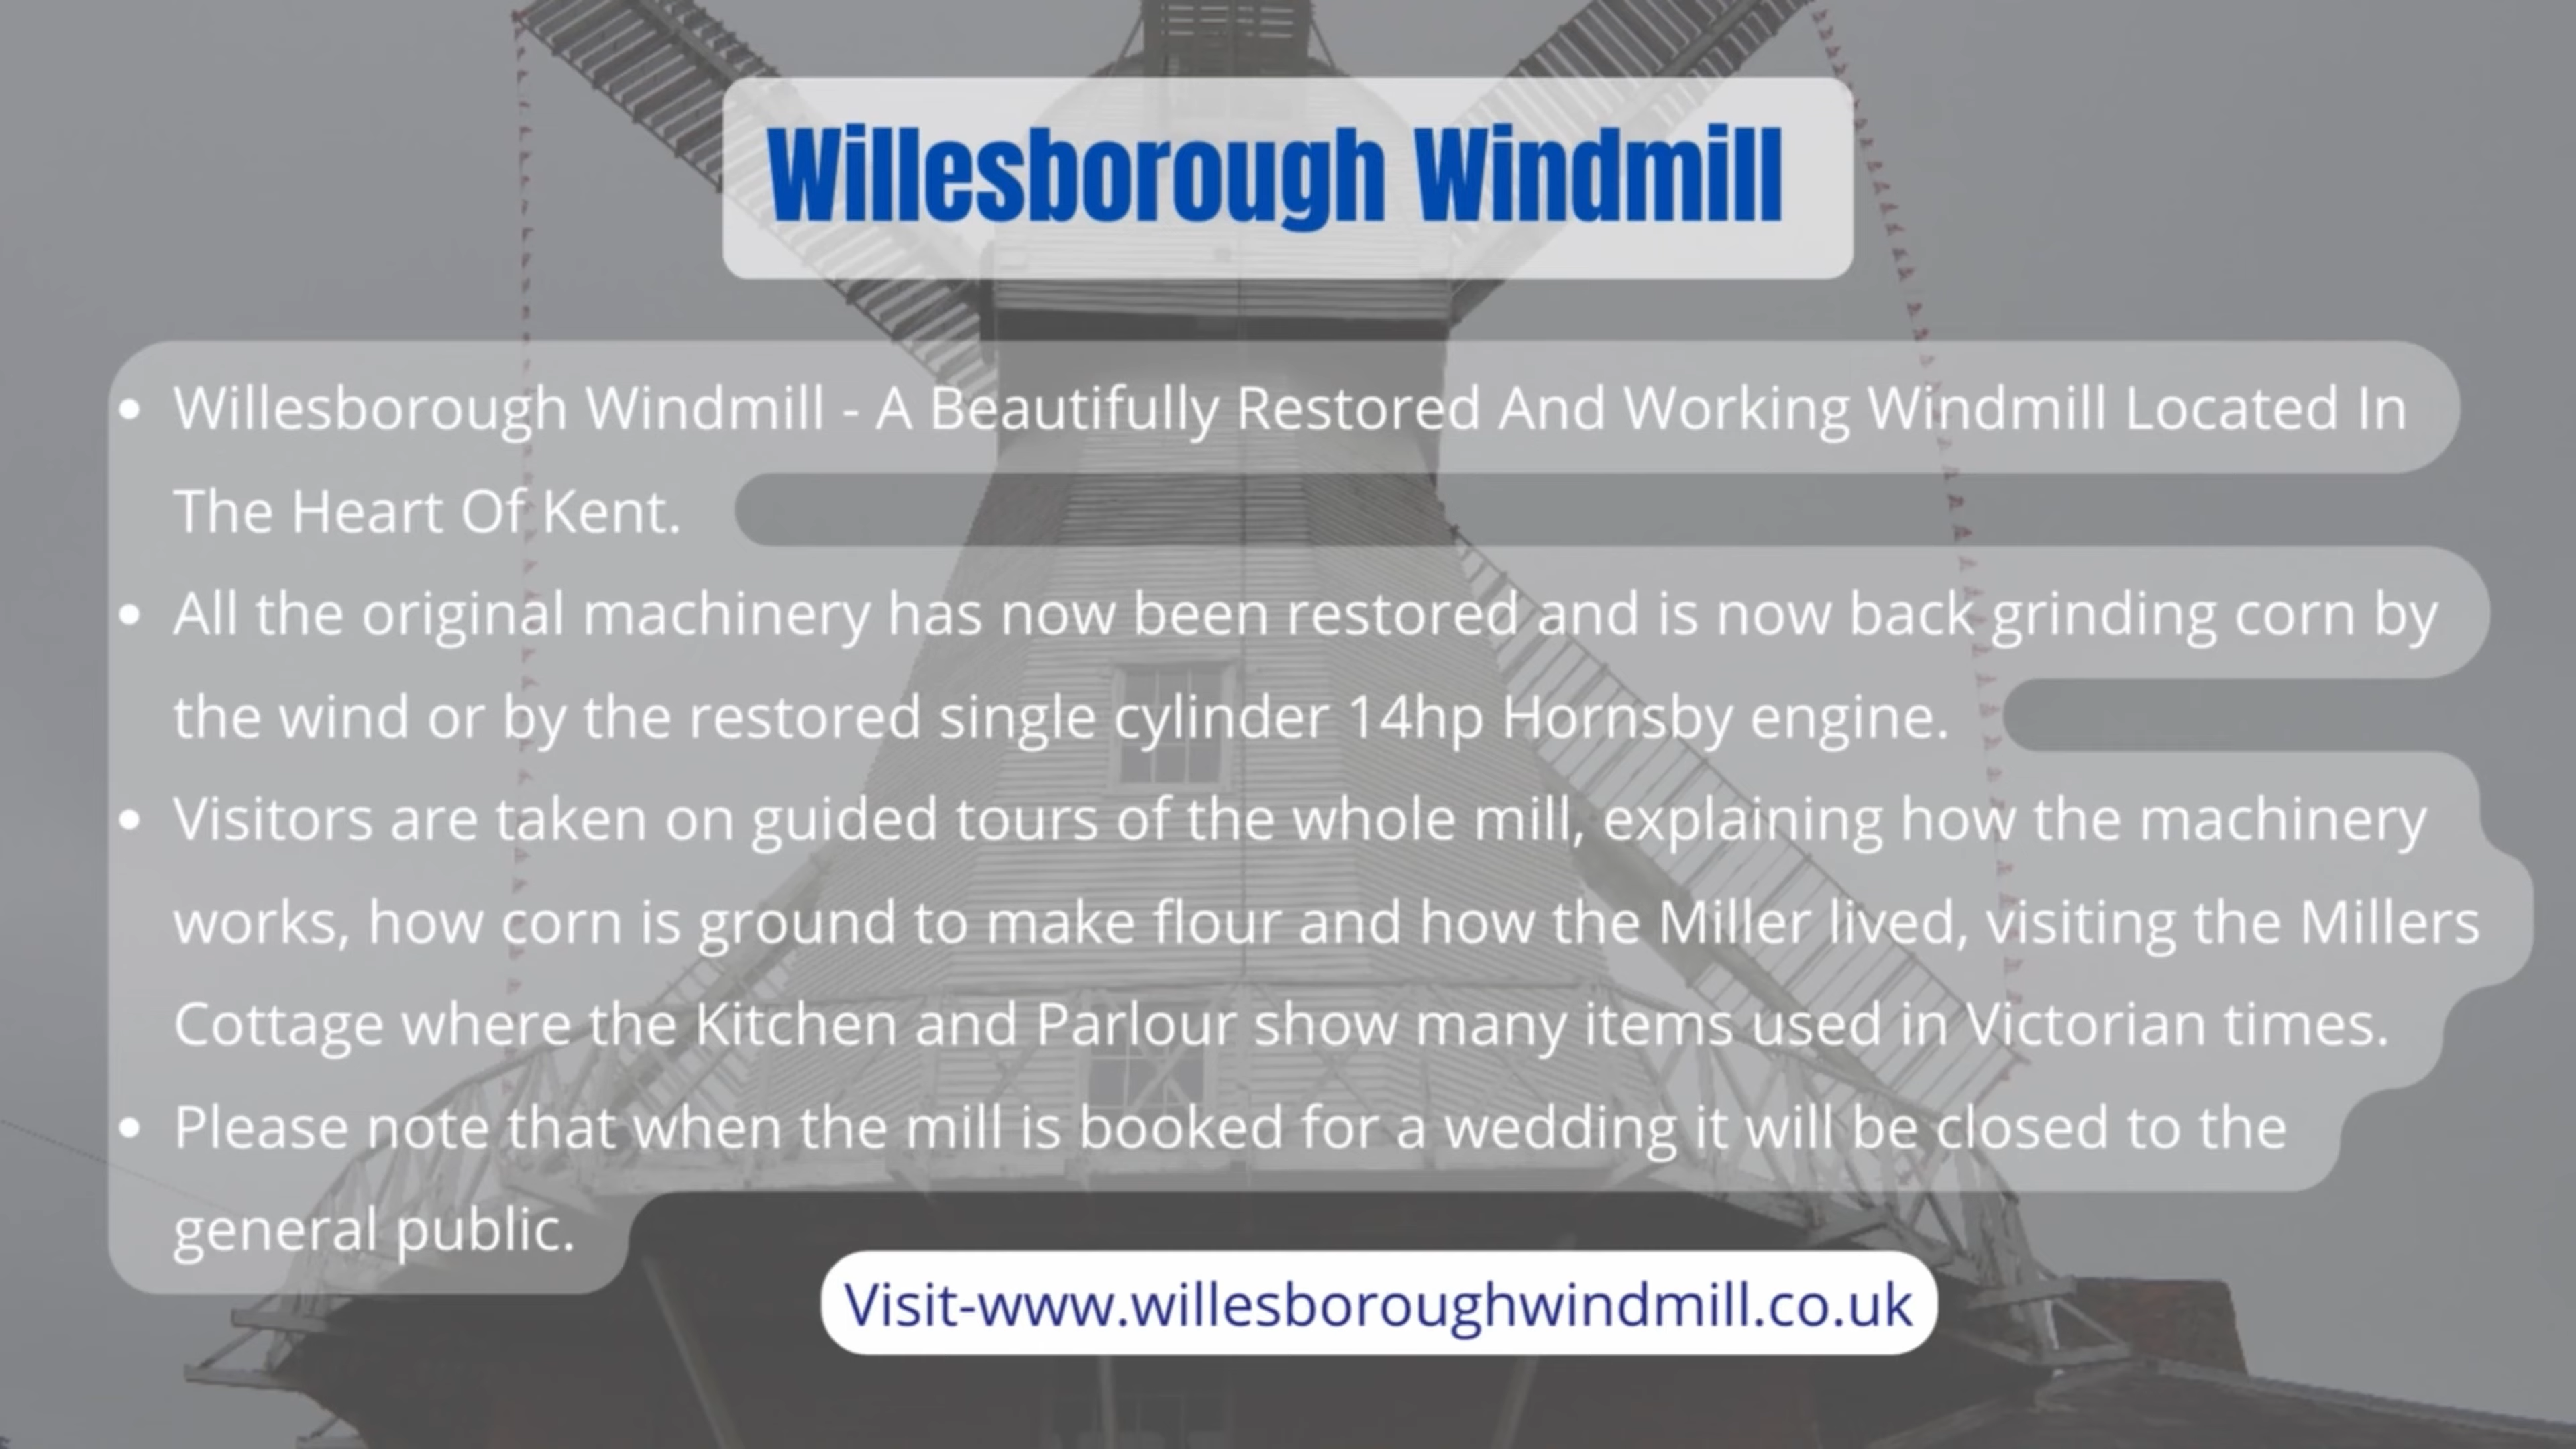 Willesborough Windmill
• Willesborough Windmill - A Beautifully Restored And Working Windmill Located In
The Heart Of Kent.
• All the original machinery has now been restored and is now back grinding corn by
the wind or by the restored single cylinder 14hp Hornsby engine.
• Visitors are taken on guided tours of the whole mill, explaining how the machinery
works, how corn is ground to make flour and how the Miller lived, visiting the Millers
Cottage where the Kitchen and Parlour show many items used in Victorian times.
• Please note that when the mill is booked for a wedding it will be closed to the
general public.
Visit-www.willesboroughwindmill.co.uk